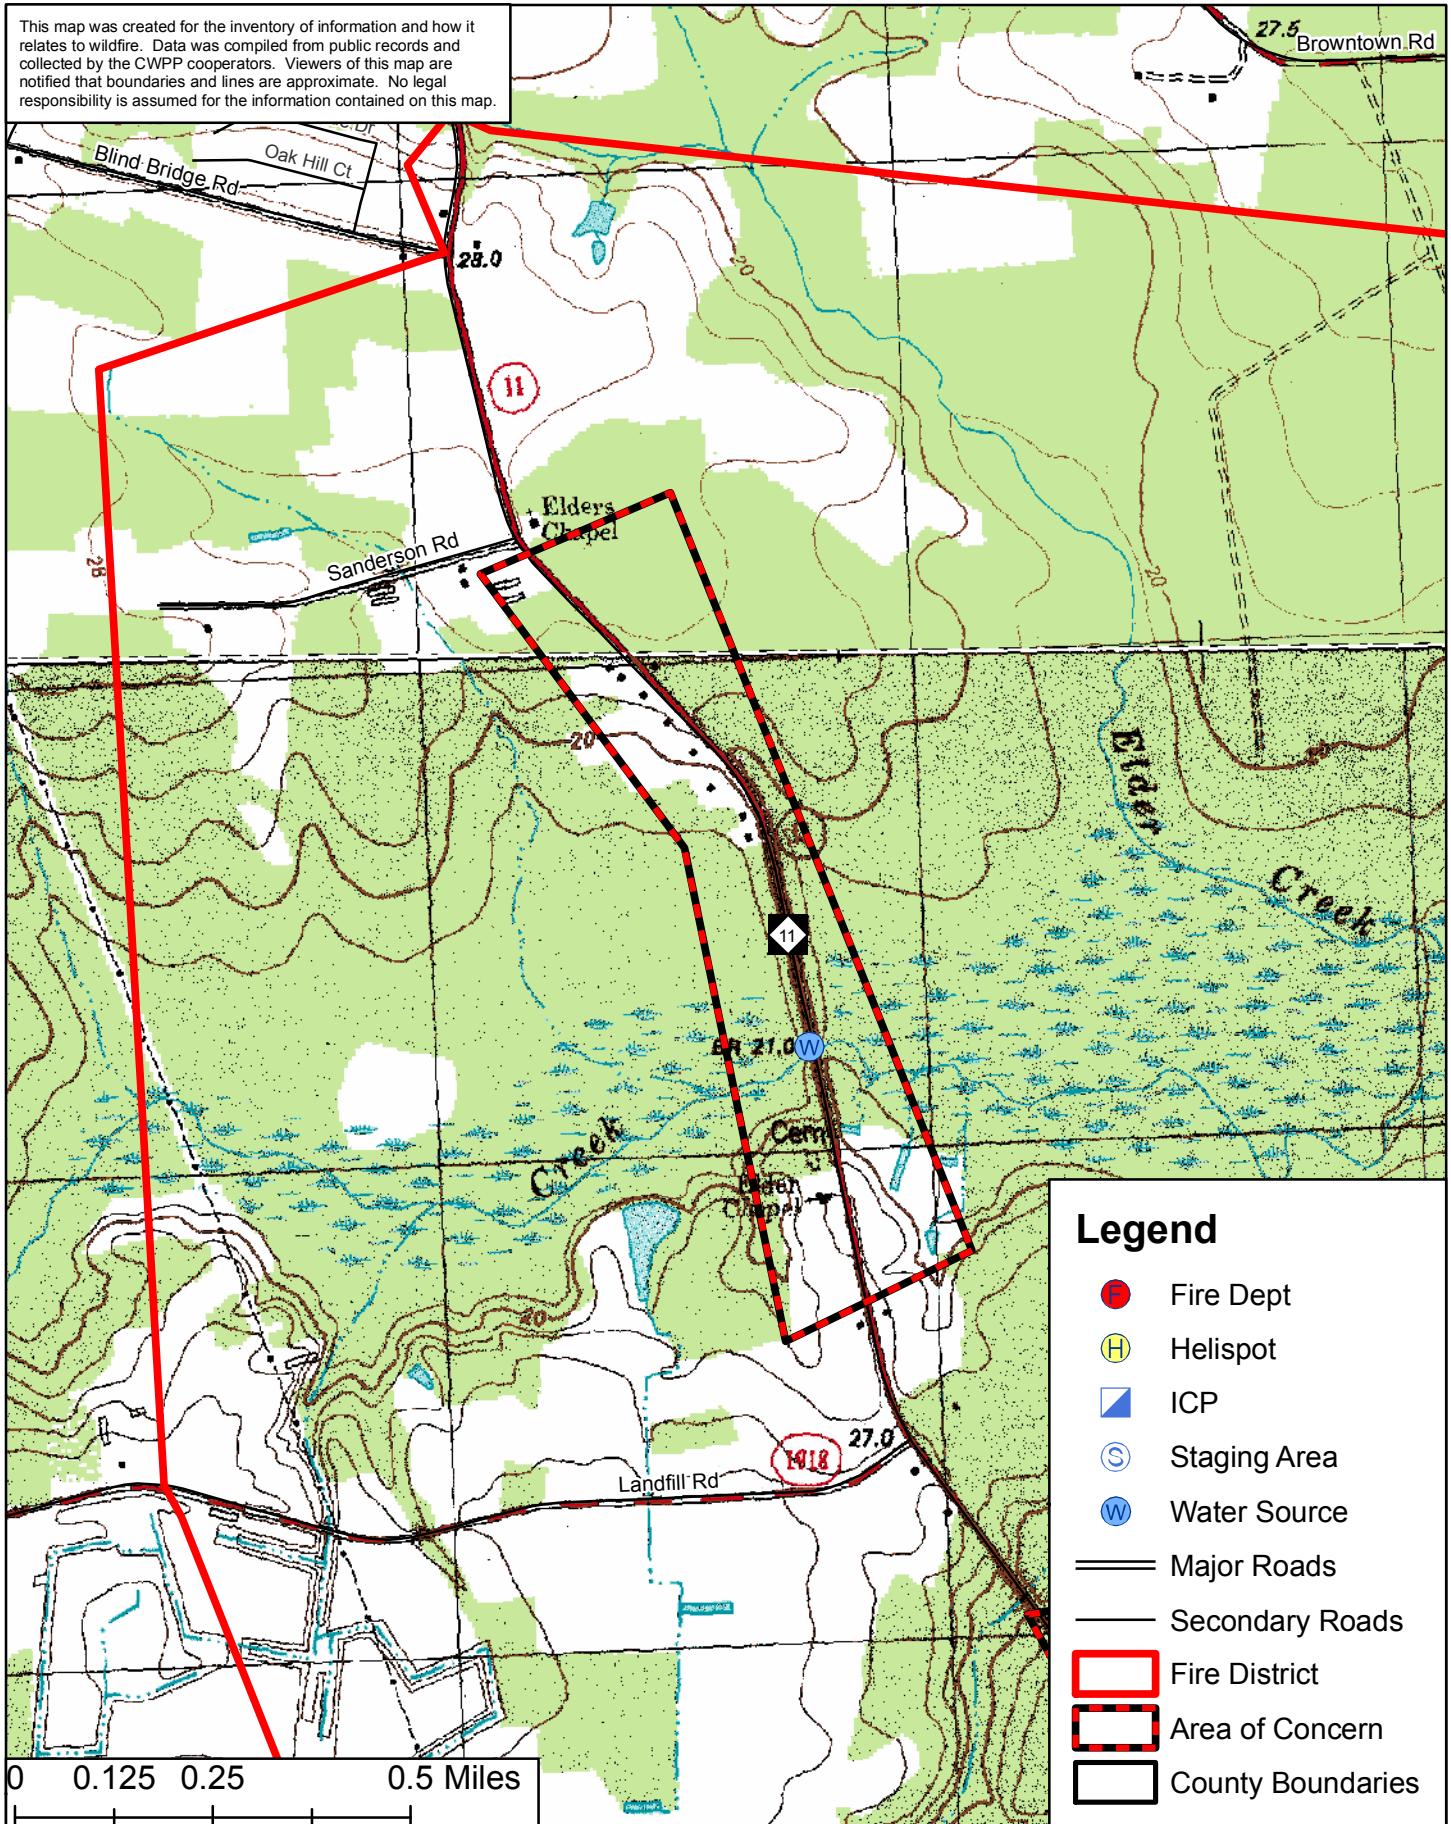 This map was created for the inventory of information and how it
relates to wildfire. Data was compiled from public records and
collected by the CWPP cooperators. Viewers of this map are
notified that boundaries and lines are approximate. No legal
responsibility is assumed for the information contained on this map.
27.5
Browntown Rd
Dr
Oak Hill Ct
Blind Bridge Rd
20
11
Elders
Chapel
Sanderson Rd
28
20
20
Elder
Creek
11
BR 21.0 W
Cem
Creek
Elder
Chapel
20
27.0
1918
Landfill Rd
Legend
F Fire Dept
H Helispot
ICP
S Staging Area
W Water Source
Major Roads
Secondary Roads
Fire District
Area of Concern
County Boundaries
0 0.125 0.25 0.5 Miles